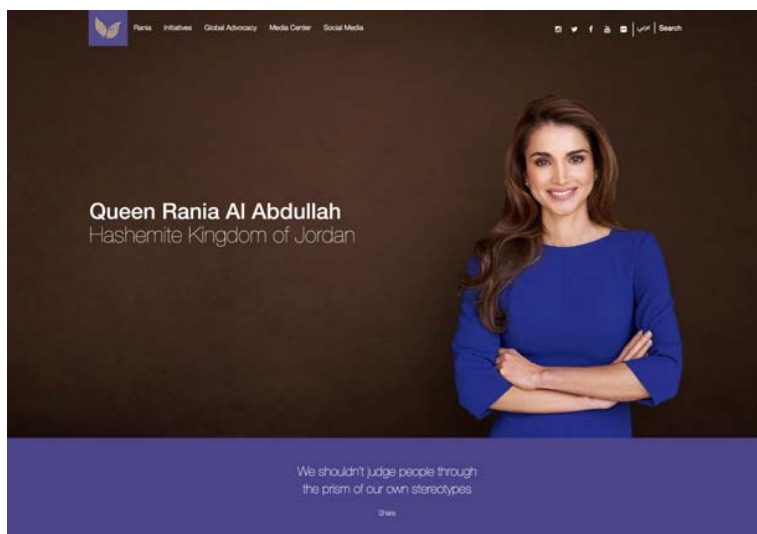 Rania Initiatives Global Advocacy Media Center Social Media عربي Search
Queen Rania Al Abdullah
Hashemite Kingdom of Jordan
We shouldn't judge people through
the prism of our own stereotypes
Share